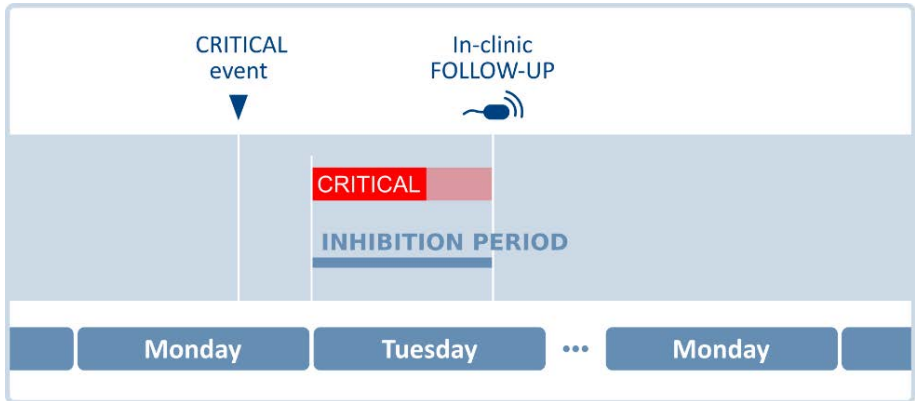 CRITICAL
event
In-clinic
FOLLOW-UP
CRITICAL
INHIBITION PERIOD
Monday
Tuesday
•••
Monday